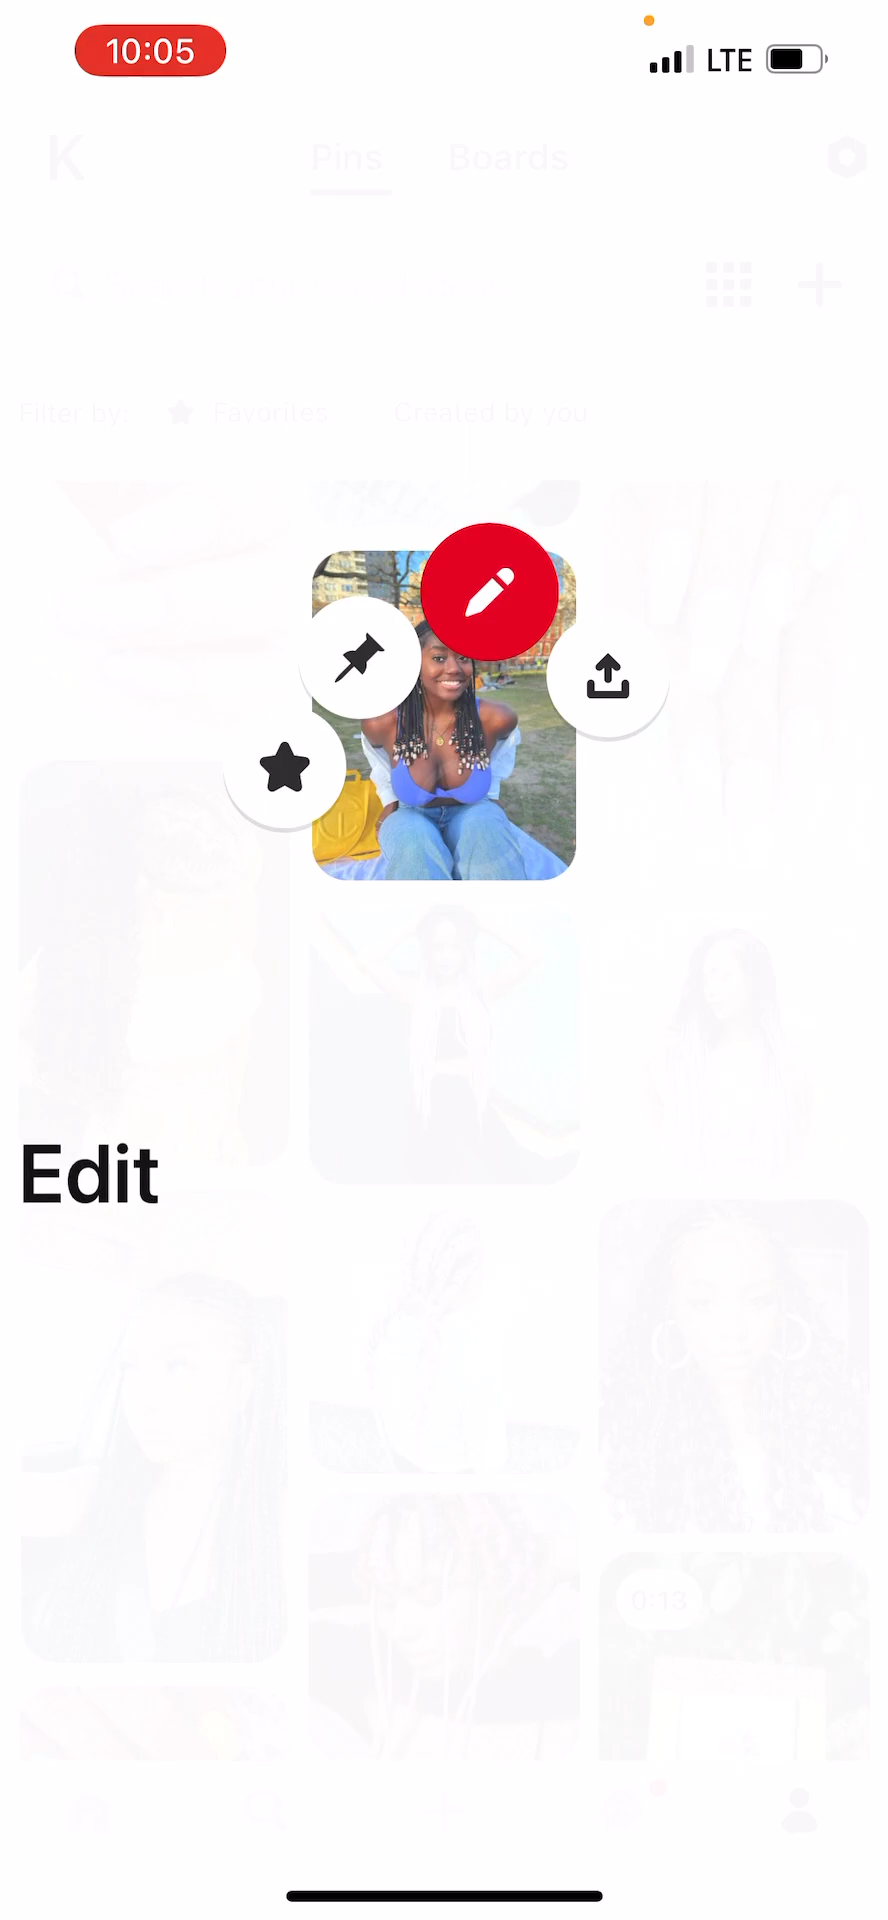 10:05
LTE
K
Pins
Boards
Filter by:
Favorites
Created by you
Edit
0:13